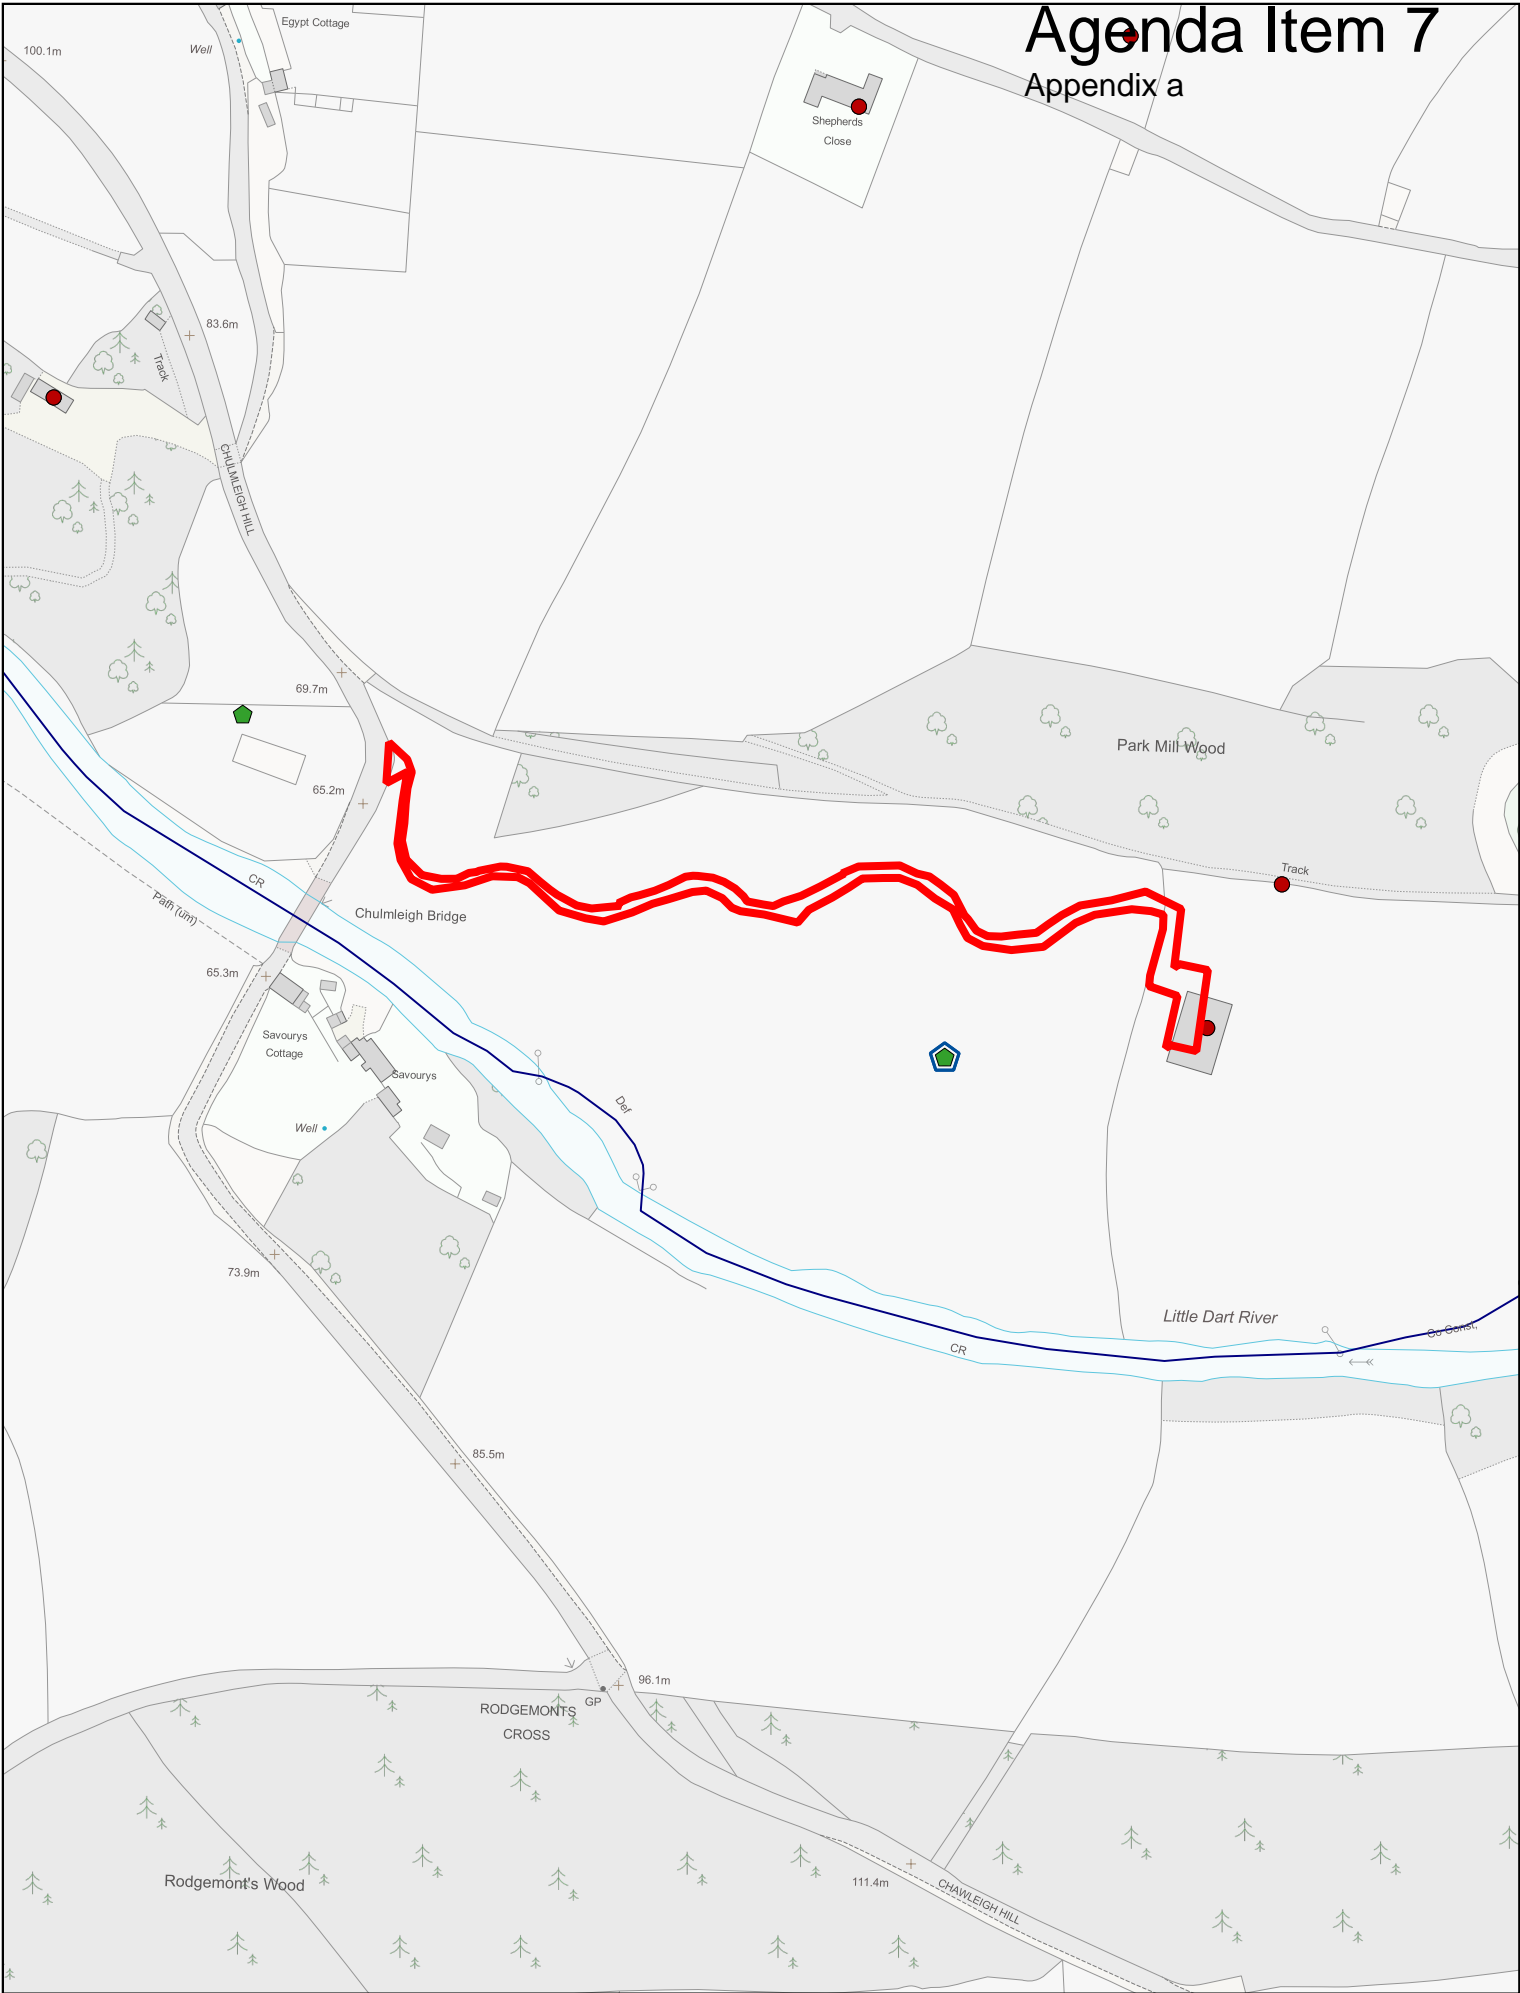 Agenda Item 7
Appendix a
Egypt Cottage
Well
100.1m
Shepherds
Close
83.6m
Track
CHULMLEIGH HILL
69.7m
Park Mill Wood
65.2m
Track
CR
Path (um)
Chulmleigh Bridge
65.3m
Savourys
Cottage
Savourys
Def
Well
73.9m
Little Dart River
Co Const,
CR
85.5m
96.1m
GP
RODGEMONTS
CROSS
Rodgemont's Wood
111.4m
CHAWLEIGH HILL